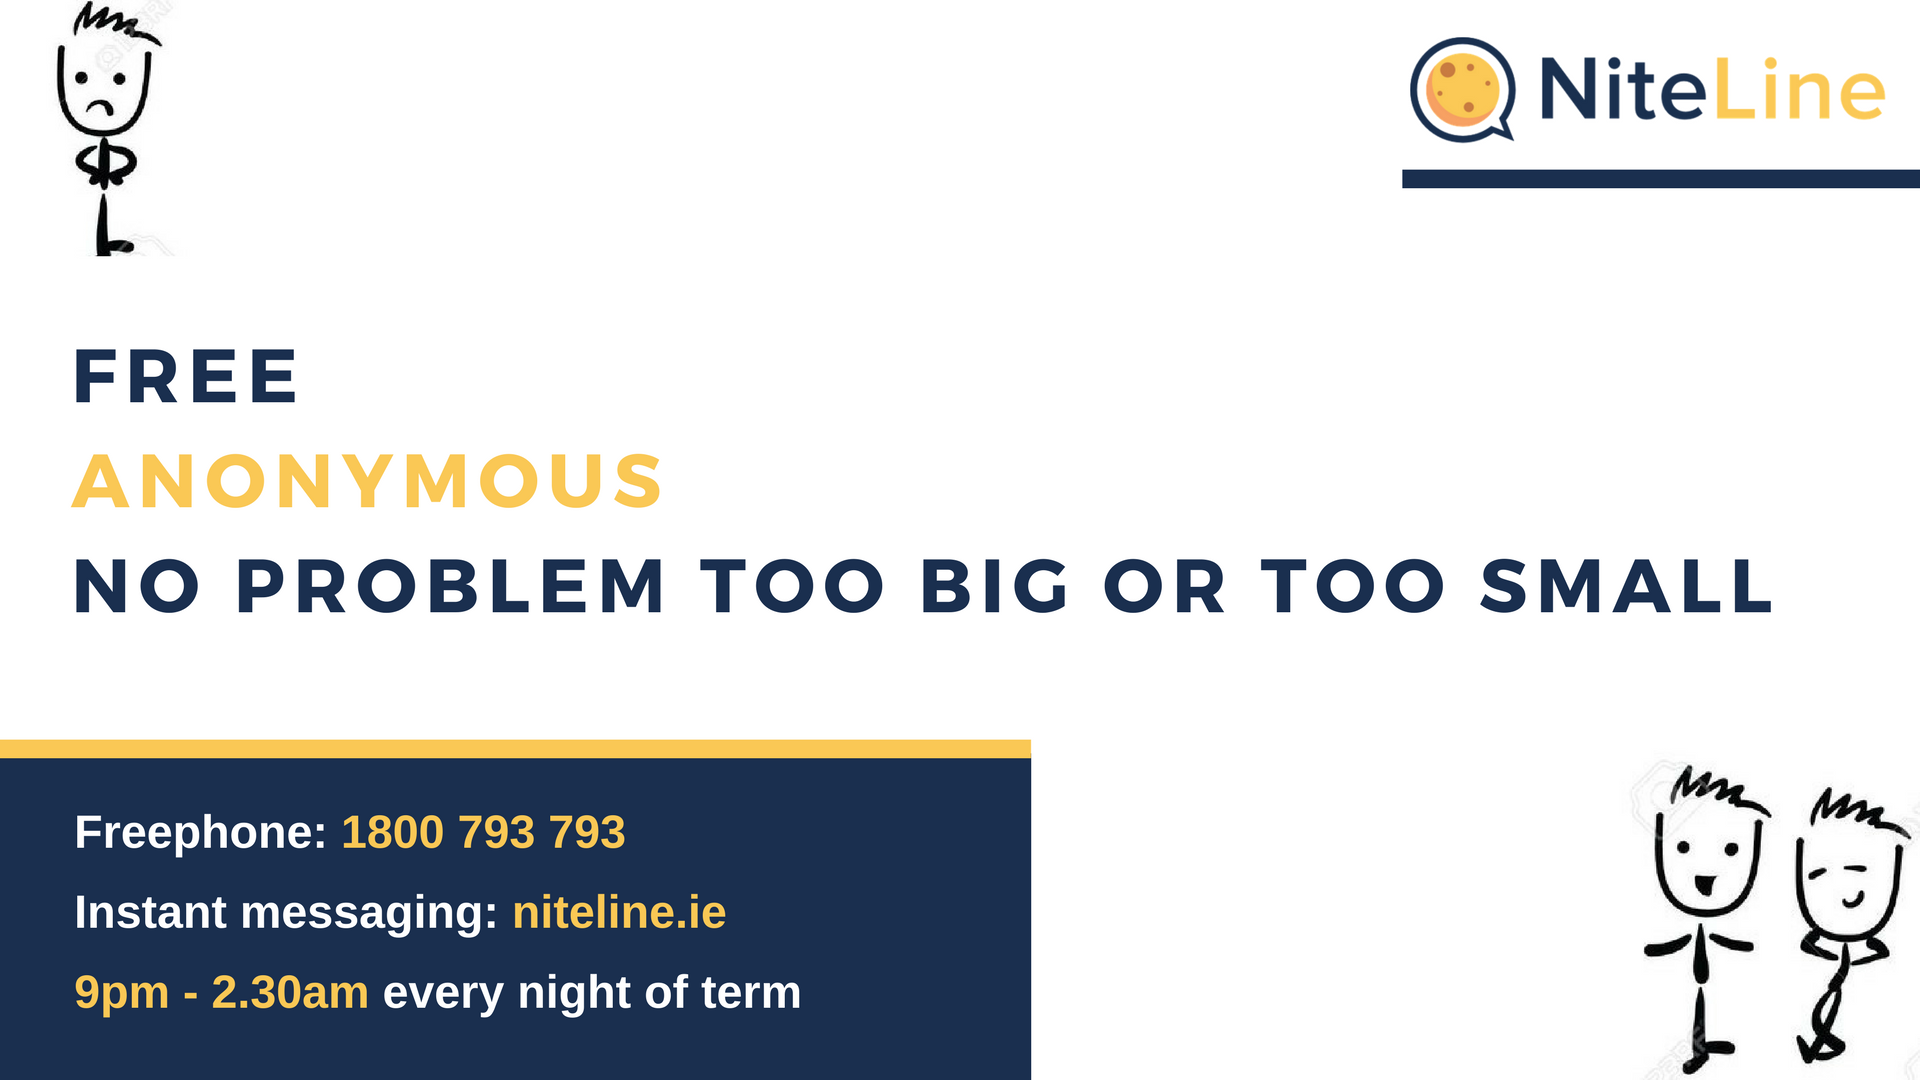 NiteLine
FREE
ANONYMOUS
NO PROBLEM TOO BIG OR TOO SMALL
Freephone: 1800 793 793
Instant messaging: niteline.ie
9pm - 2.30am every night of term